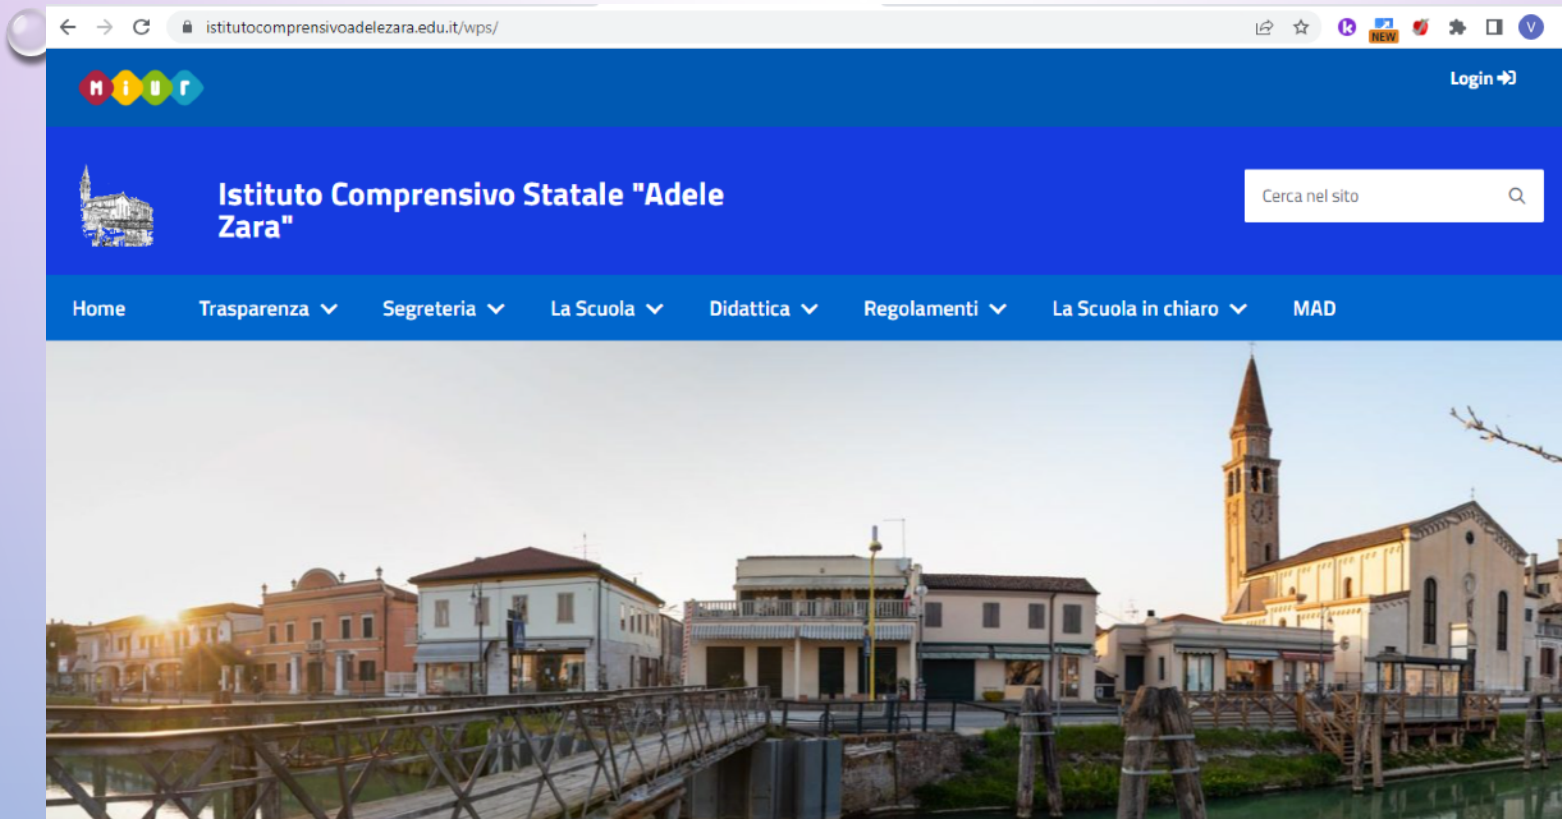 istitutocomprensivoadelezara.edu.it/wps/
NEW
V
MIUR
Login
Istituto Comprensivo Statale "Adele
Zara"
Cerca nel sito
Home Trasparenza Segreteria La Scuola Didattica Regolamenti La Scuola in chiaro MAD